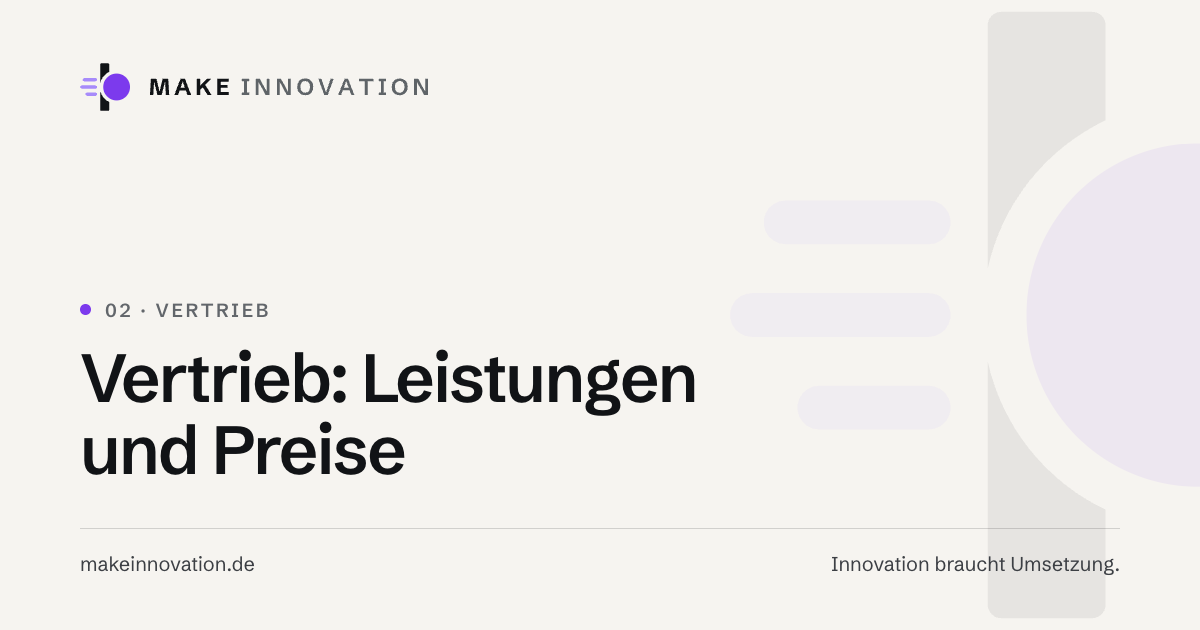 MAKE INNOVATION
02 · VERTRIEB
Vertrieb: Leistungen
und Preise
makeinnovation.de
Innovation braucht Umsetzung.